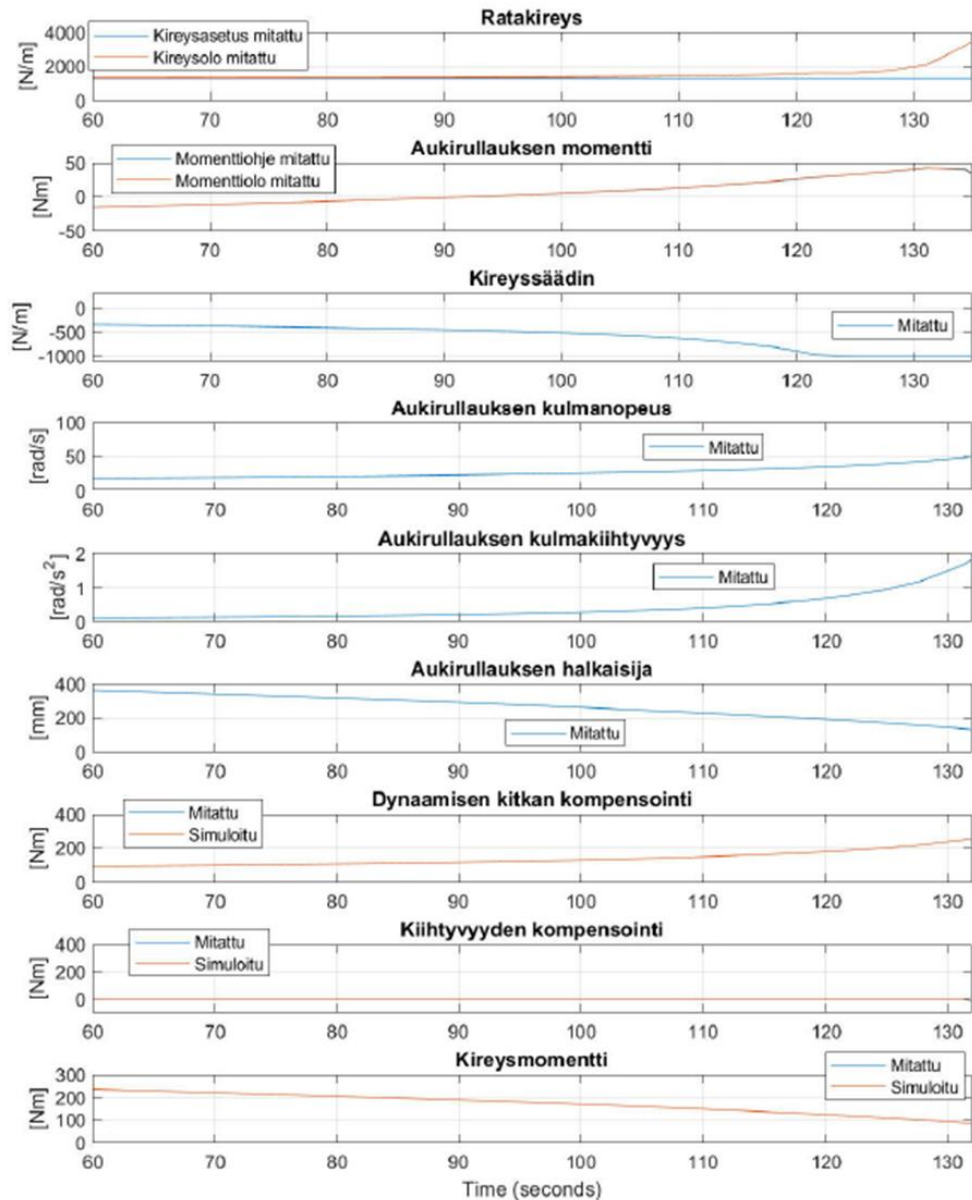 Ratakireys
Kireysasetus mitattu
Kireysolo mitattu
[N/m]
4000
2000
0
60 70 80 90 100 110 120 130
Aukirullauksen momentti
Momenttiohje mitattu
Momenttiolo mitattu
[Nm]
50
0
-50
60 70 80 90 100 110 120 130
Kireyssäädin
Mitattu
[N/m]
0
-500
-1000
60 70 80 90 100 110 120 130
Aukirullauksen kulmanopeus
Mitattu
[rad/s]
100
50
0
60 70 80 90 100 110 120 130
Aukirullauksen kulmakiihtyvyys
Mitattu
[rad/s²]
2
1
0
60 70 80 90 100 110 120 130
Aukirullauksen halkaisija
Mitattu
[mm]
400
200
0
60 70 80 90 100 110 120 130
Dynaamisen kitkan kompensointi
Mitattu
Simuloitu
[Nm]
400
200
0
60 70 80 90 100 110 120 130
Kiihtyvyyden kompensointi
Mitattu
Simuloitu
[Nm]
400
200
0
60 70 80 90 100 110 120 130
Kireysmomentti
Mitattu
Simuloitu
[Nm]
300
200
100
0
60 70 80 90 100 110 120 130
Time (seconds)